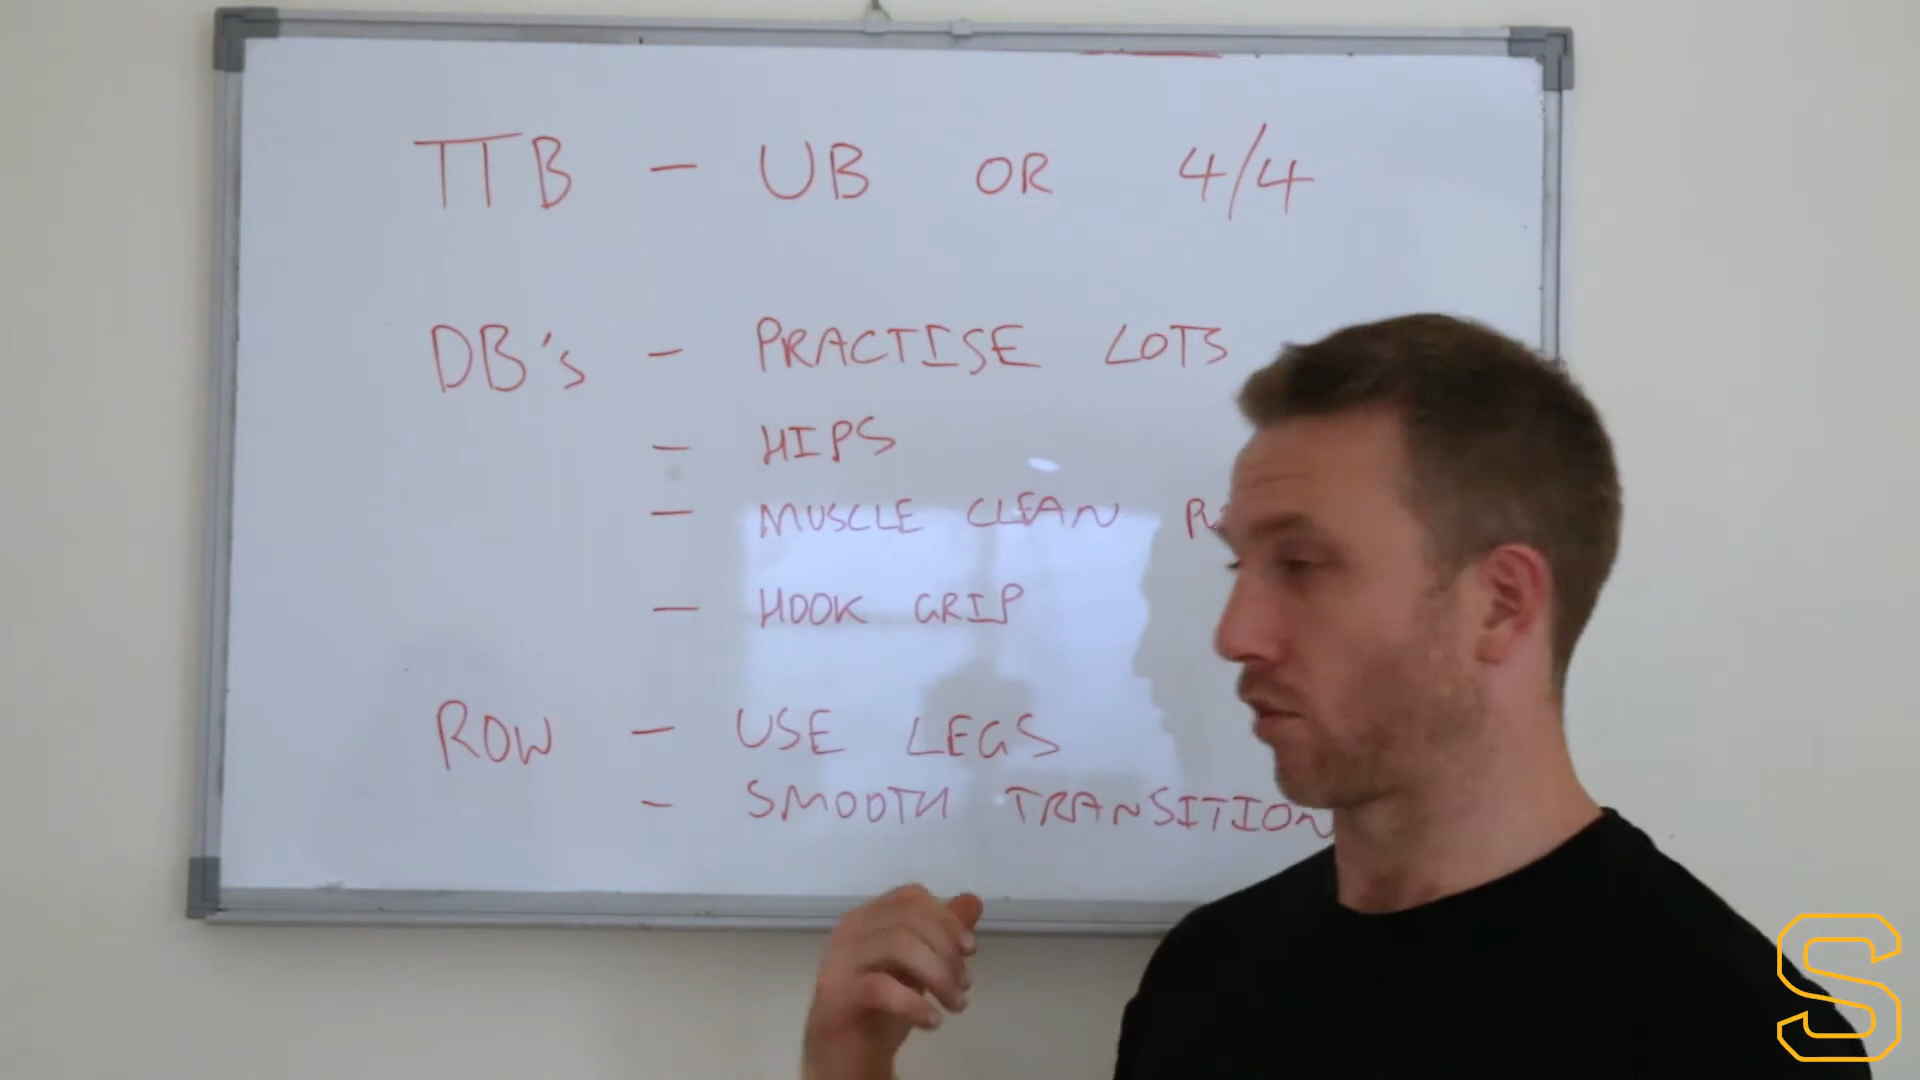 TTB - UB OR 4/4
DB's - PRACTISE LOTS
- HIPS
- MUSCLE CLEAN
- HOOK GRIP
ROW - USE LEGS
- SMOOTH TRANSITION
S